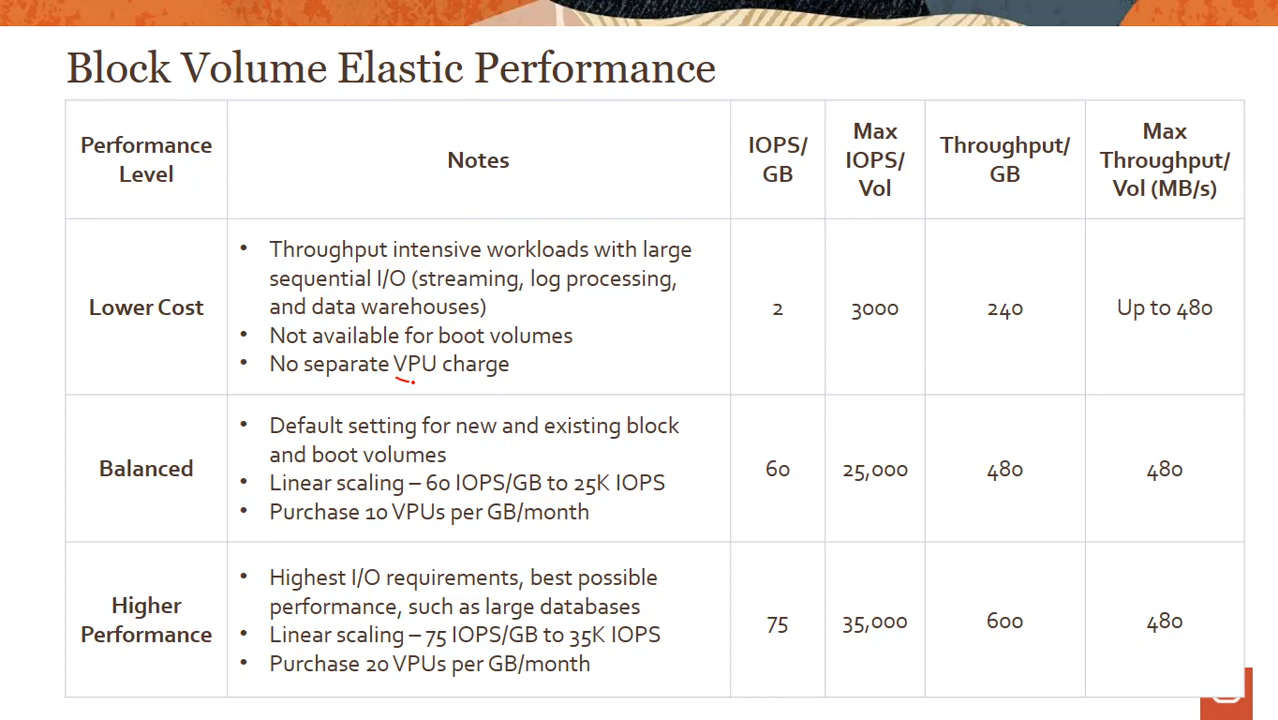 Block Volume Elastic Performance
Performance
Level
Notes
IOPS/
GB
Max
IOPS/
Vol
Throughput/
GB
Max
Throughput/
Vol (MB/s)
Lower Cost
• Throughput intensive workloads with large
sequential I/O (streaming, log processing,
and data warehouses)
• Not available for boot volumes
• No separate VPU charge
2
3000
240
Up to 480
Balanced
• Default setting for new and existing block
and boot volumes
• Linear scaling – 60 IOPS/GB to 25K IOPS
• Purchase 10 VPUs per GB/month
60
25,000
480
480
Higher
Performance
• Highest I/O requirements, best possible
performance, such as large databases
• Linear scaling – 75 IOPS/GB to 35K IOPS
• Purchase 20 VPUs per GB/month
75
35,000
600
480